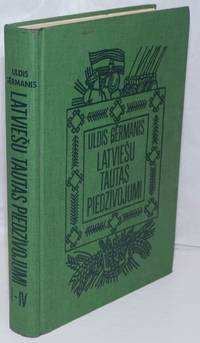 ULDIS ĢĒRMANIS
LATVIEŠU
TAUTAS
PIEDZĪVOJUMI
ULDIS
ĢĒRMANIS
LATVIEŠU TAUTAS PIEDZĪVOJUMI
I-IV